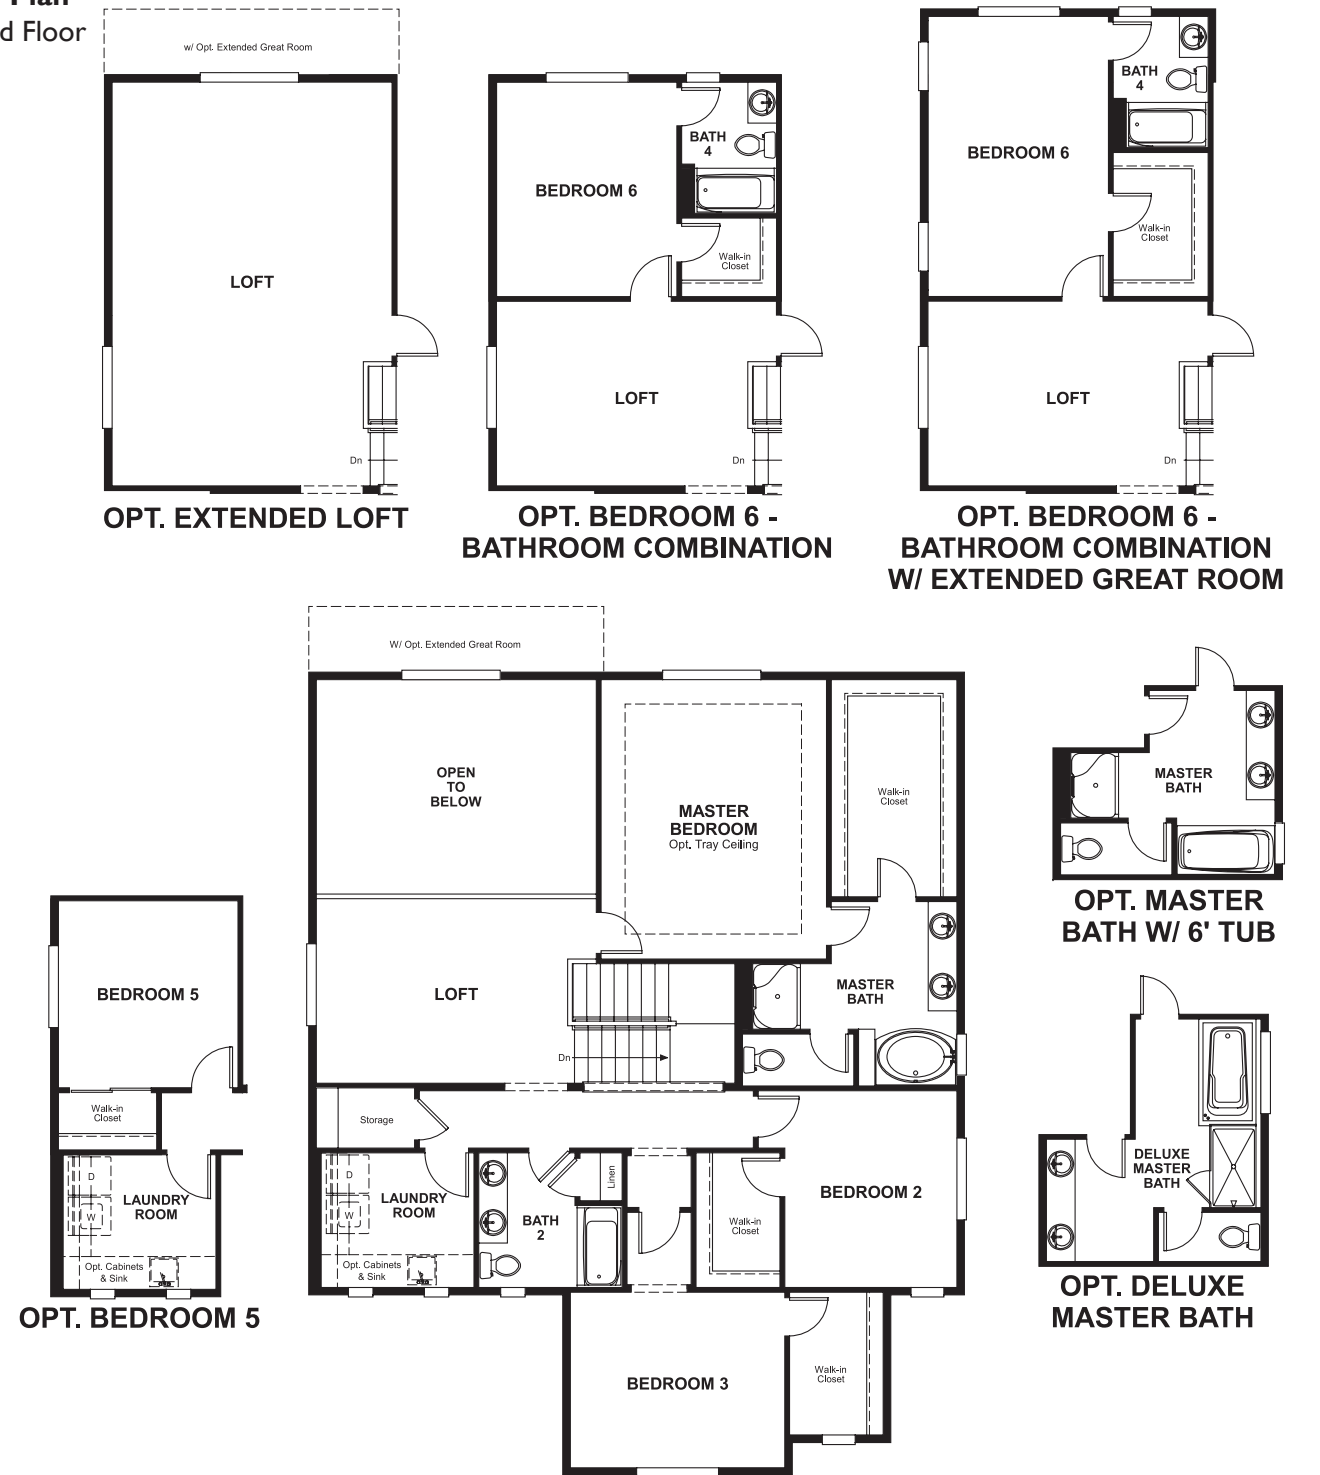 Plan
d Floor
w/ Opt. Extended Great Room
LOFT
Dn
OPT. EXTENDED LOFT
BEDROOM 6
BATH
4
Walk-in
Closet
LOFT
Dn
OPT. BEDROOM 6 -
BATHROOM COMBINATION
BEDROOM 6
BATH
4
Walk-in
Closet
LOFT
Dn
OPT. BEDROOM 6 -
BATHROOM COMBINATION
W/ EXTENDED GREAT ROOM
W/ Opt. Extended Great Room
OPEN
TO
BELOW
MASTER
BEDROOM
Opt. Tray Ceiling
Walk-in
Closet
LOFT
Dn
MASTER
BATH
Storage
D
W
LAUNDRY
ROOM
Opt. Cabinets
& Sink
BATH
2
Linen
Walk-in
Closet
BEDROOM 2
BEDROOM 3
Walk-in
Closet
BEDROOM 5
Walk-in
Closet
D
W
LAUNDRY
ROOM
Opt. Cabinets
& Sink
OPT. BEDROOM 5
MASTER
BATH
OPT. MASTER
BATH W/ 6' TUB
DELUXE
MASTER
BATH
OPT. DELUXE
MASTER BATH